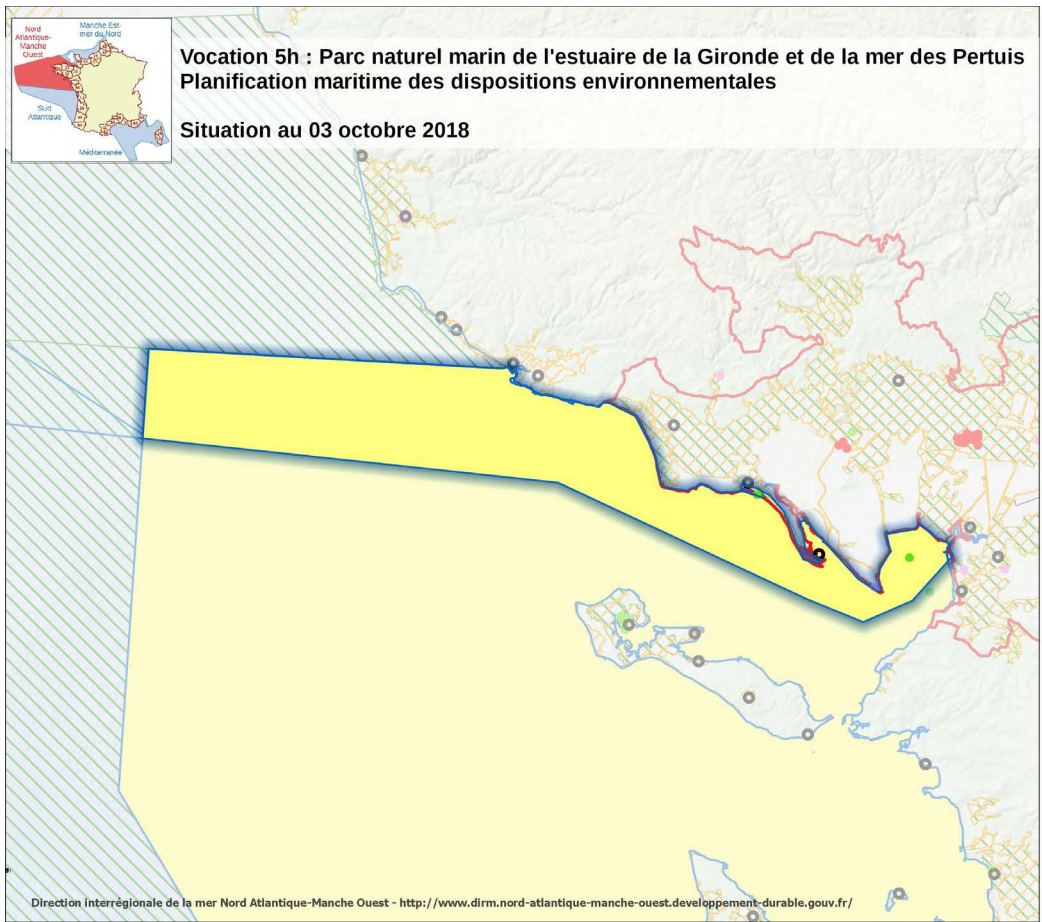 Nord
Atlantique-
Manche
Ouest
Manche Est-
mer du Nord
Sud
Atlantique
Méditerranée
Vocation 5h : Parc naturel marin de l'estuaire de la Gironde et de la mer des Pertuis
Planification maritime des dispositions environnementales
Situation au 03 octobre 2018
Direction interrégionale de la mer Nord Atlantique-Manche Ouest - http://www.dirm.nord-atlantique-manche-ouest.developpement-durable.gouv.fr/